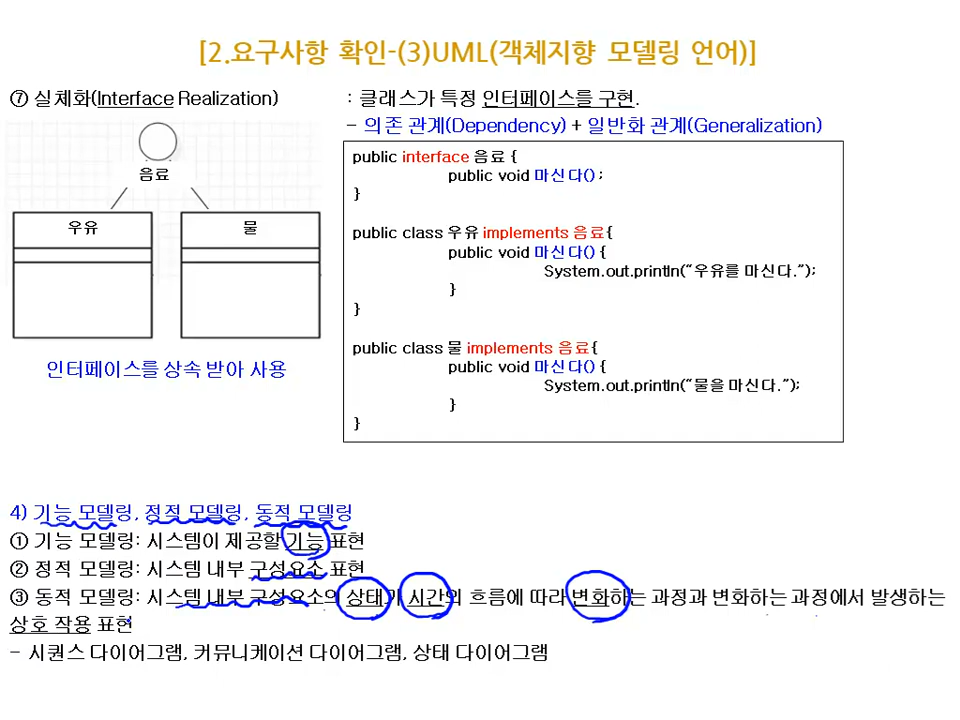 [2.요구사항 확인-(3)UML(객체지향 모델링 언어)]
⑦ 실체화(Interface Realization)
: 클래스가 특정 인터페이스를 구현.
- 의존 관계(Dependency) + 일반화 관계(Generalization)
음료
우유
물
인터페이스를 상속 받아 사용
public interface 음료 {
public void 마신다();
}
public class 우유 implements 음료{
public void 마신다() {
System.out.println(“우유를 마신다.”);
}
}
public class 물 implements 음료{
public void 마신다() {
System.out.println(“물을 마신다.”);
}
}
4) 기능 모델링, 정적 모델링, 동적 모델링
① 기능 모델링: 시스템이 제공할 기능 표현
② 정적 모델링: 시스템 내부 구성요소 표현
③ 동적 모델링: 시스템 내부 구성요소의 상태가 시간의 흐름에 따라 변화하는 과정과 변화하는 과정에서 발생하는
상호 작용 표현
- 시퀀스 다이어그램, 커뮤니케이션 다이어그램, 상태 다이어그램